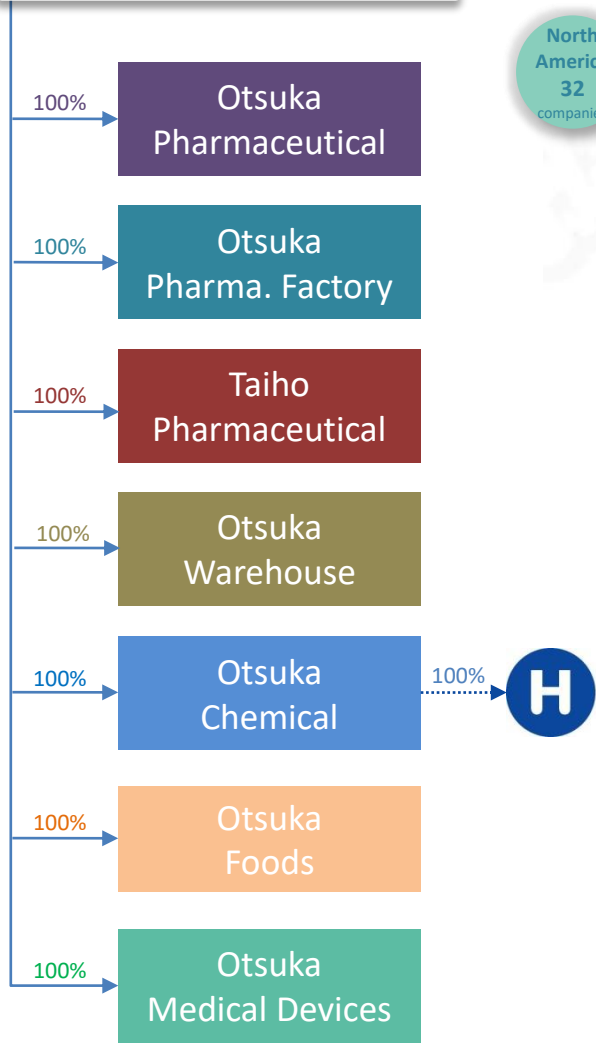 North
32
100%
Otsuka
Pharmaceutical
100%
Otsuka
Pharma. Factory
100%
Taiho
Pharmaceutical
100%
Otsuka
Warehouse
100%
Otsuka
Chemical
100%
H
100%
Otsuka
Foods
100%
Otsuka
Medical Devices